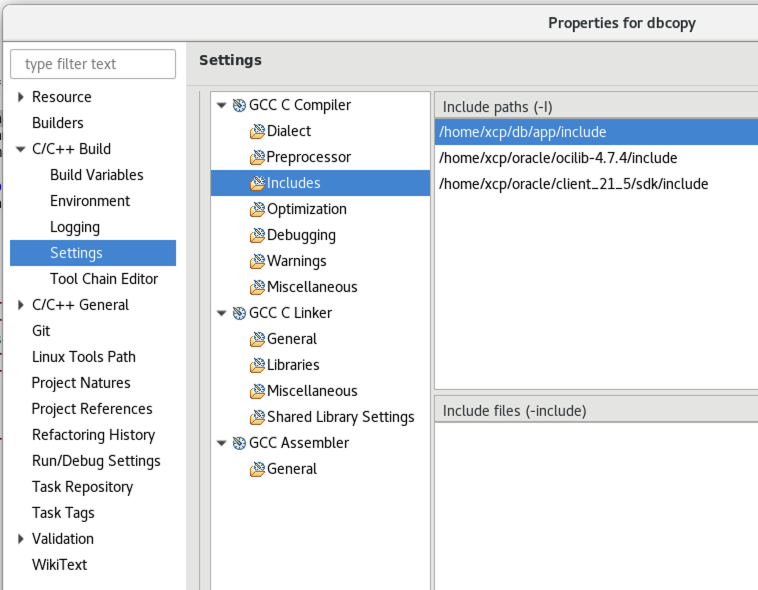 Properties for dbcopy
type filter text
Resource
Builders
C/C++ Build
Build Variables
Environment
Logging
Settings
Tool Chain Editor
C/C++ General
Git
Linux Tools Path
Project Natures
Project References
Refactoring History
Run/Debug Settings
Task Repository
Task Tags
Validation
WikiText
Settings
GCC C Compiler
Dialect
Preprocessor
Includes
Optimization
Debugging
Warnings
Miscellaneous
GCC C Linker
General
Libraries
Miscellaneous
Shared Library Settings
GCC Assembler
General
Include paths (-I)
/home/xcp/db/app/include
/home/xcp/oracle/ocilib-4.7.4/include
/home/xcp/oracle/client_21_5/sdk/include
Include files (-include)